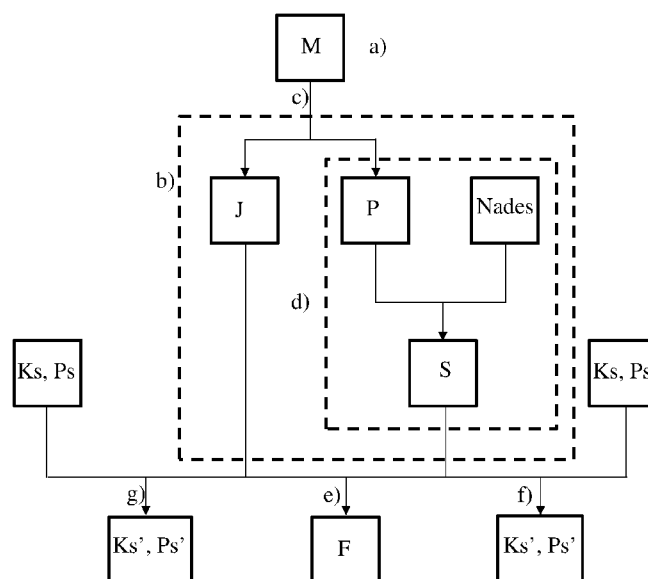 M a)
c)
b)
J P Nades
d)
Ks, Ps S Ks, Ps
g) e) f)
Ks’, Ps’ F Ks’, Ps’